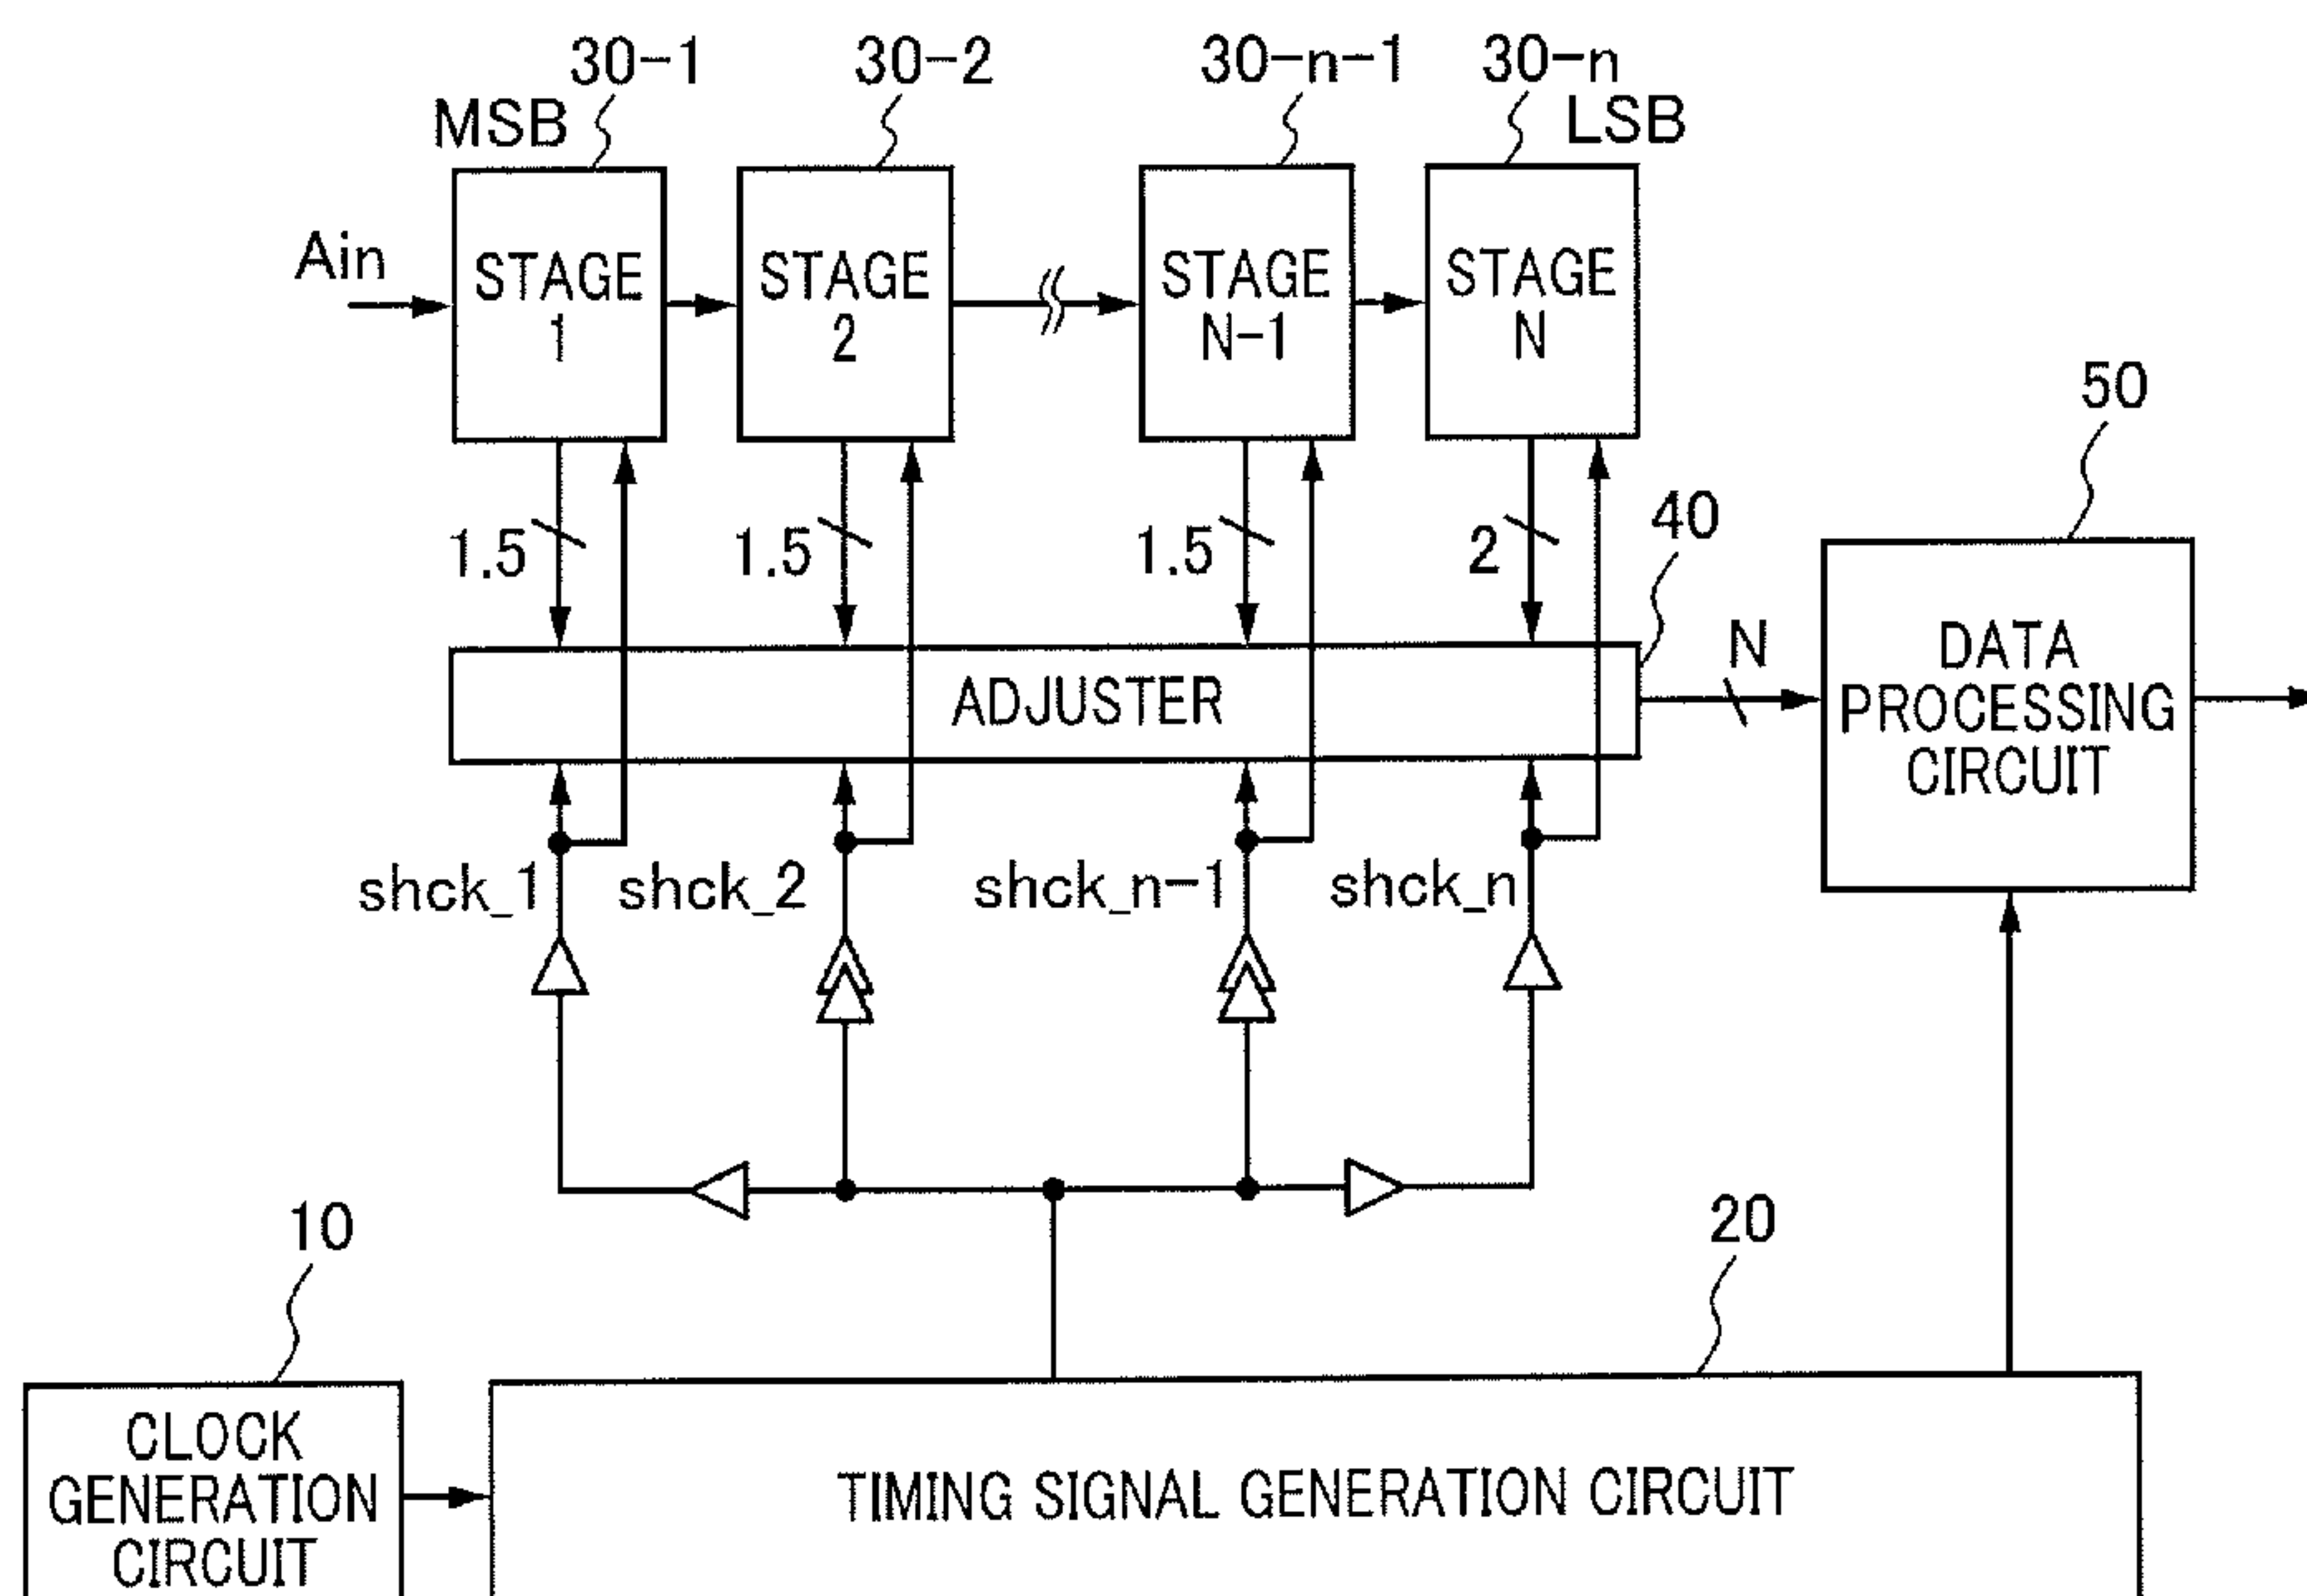 30-1
30-2
30-n-1
30-n
MSB
LSB
Ain
STAGE
1
STAGE
2
STAGE
N-1
STAGE
N
50
1.5
1.5
1.5
2
40
ADJUSTER
N
DATA
PROCESSING
CIRCUIT
shck_1
shck_2
shck_n-1
shck_n
10
20
CLOCK
GENERATION
CIRCUIT
TIMING SIGNAL GENERATION CIRCUIT